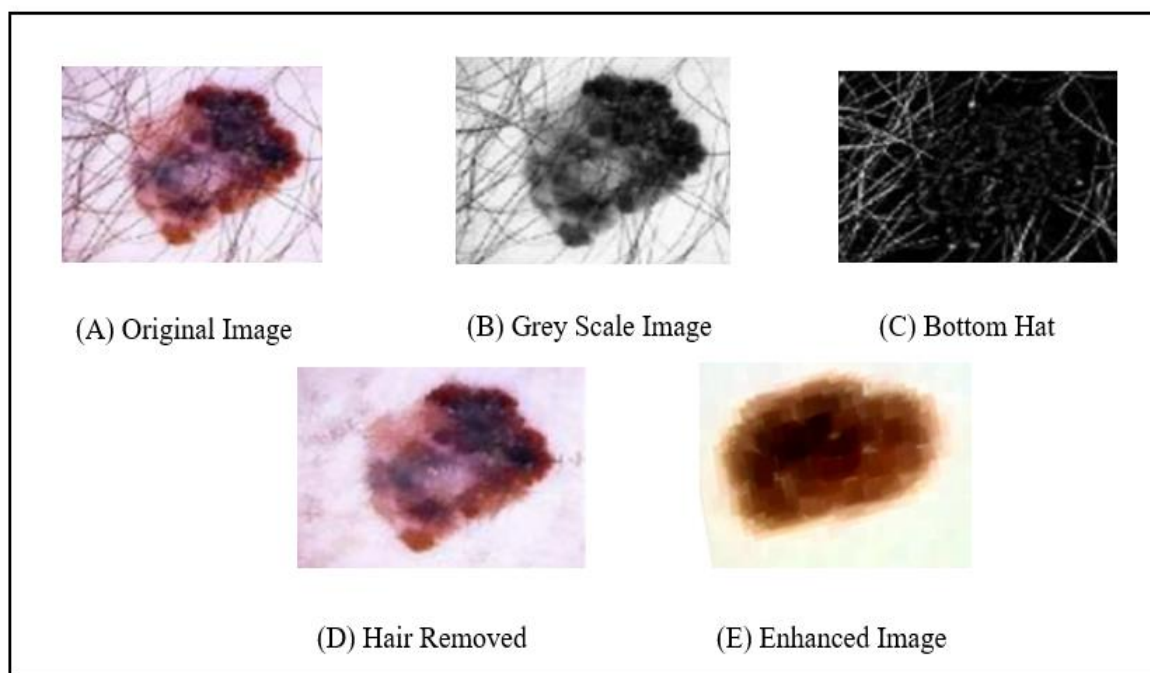 (A) Original Image
(B) Grey Scale Image
(C) Bottom Hat
(D) Hair Removed
(E) Enhanced Image